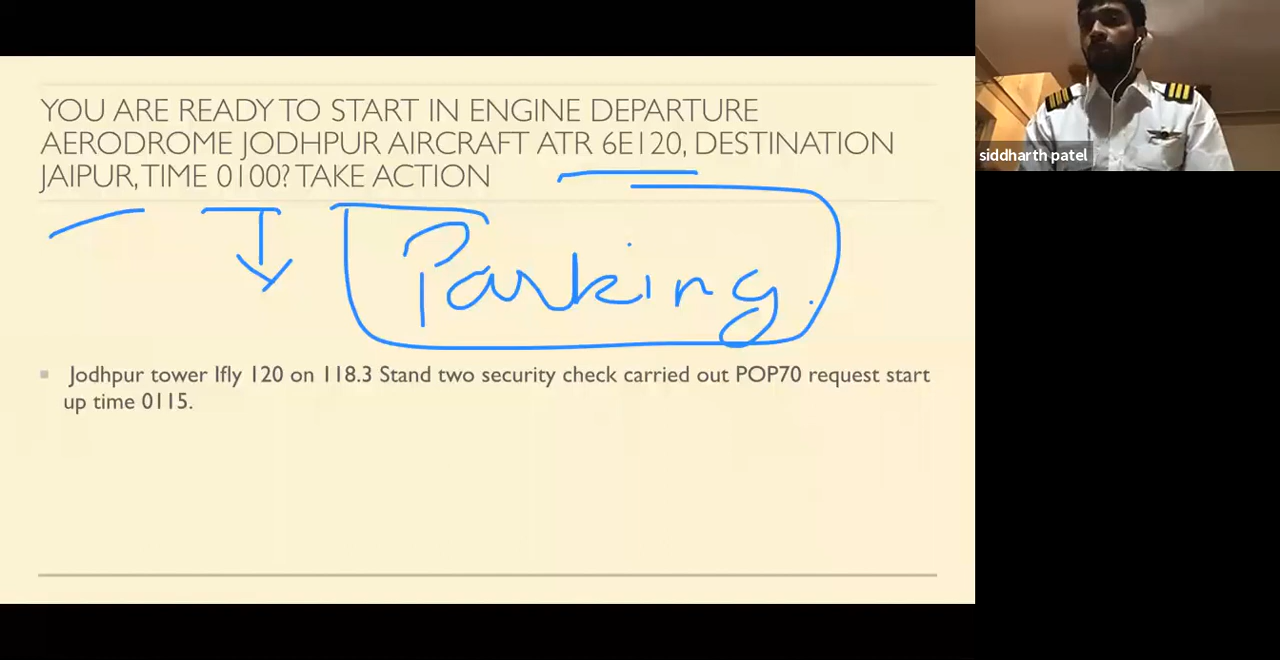 YOU ARE READY TO START IN ENGINE DEPARTURE
AERODROME JODHPUR AIRCRAFT ATR 6E120, DESTINATION
JAIPUR, TIME 0100? TAKE ACTION
Parking
Jodhpur tower Ifly 120 on 118.3 Stand two security check carried out POP70 request start
up time 0115.
siddharth patel